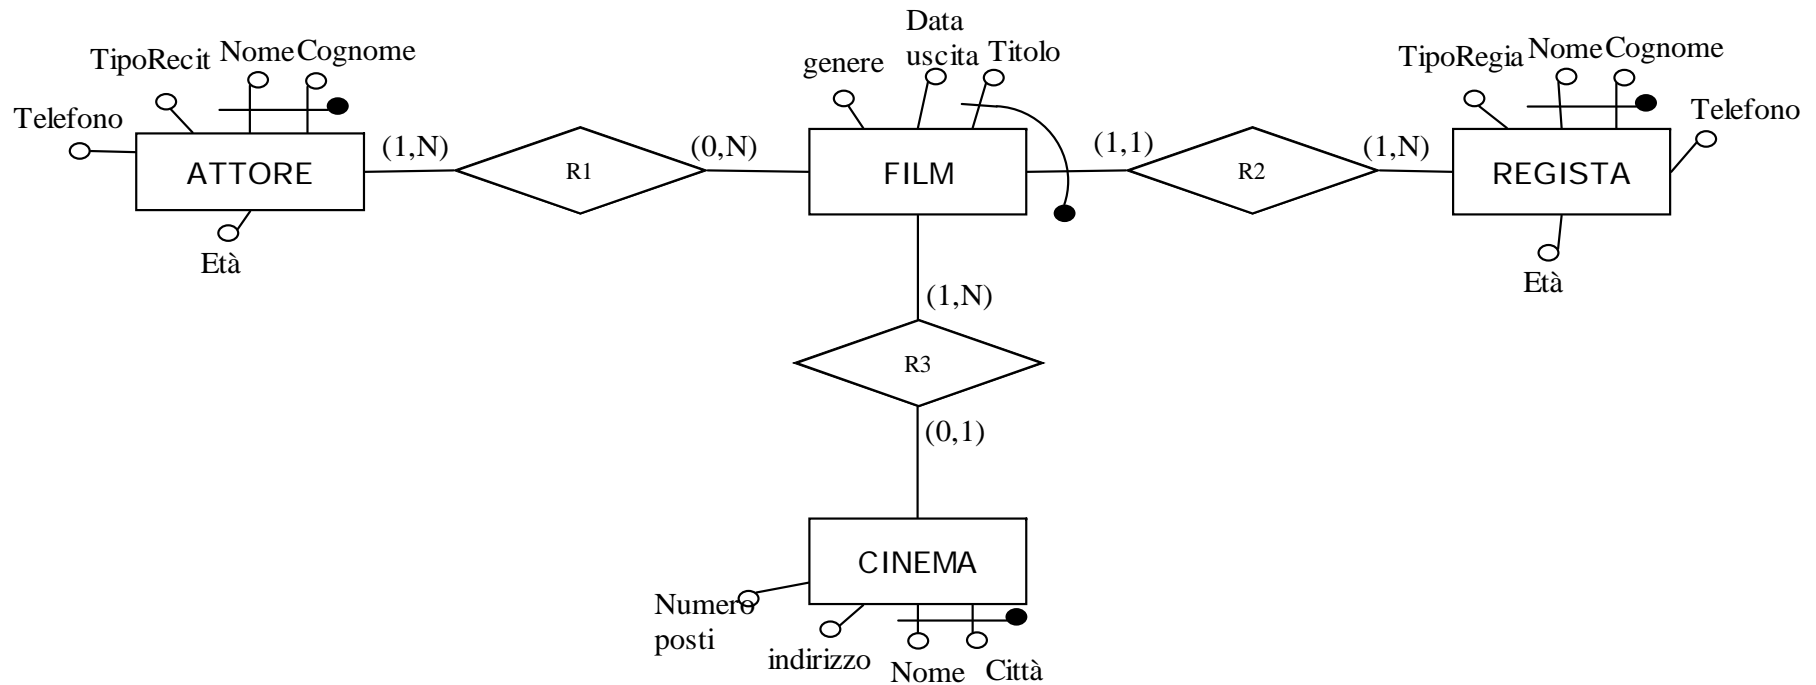 Data
uscita
Titolo
genere
TipoRecit
Nome
Cognome
Telefono
ATTORE
Età
(1,N)
R1
(0,N)
FILM
(1,1)
R2
(1,N)
TipoRegia
Nome
Cognome
Telefono
REGISTA
Età
(1,N)
R3
(0,1)
CINEMA
Numero
posti
indirizzo
Nome
Città